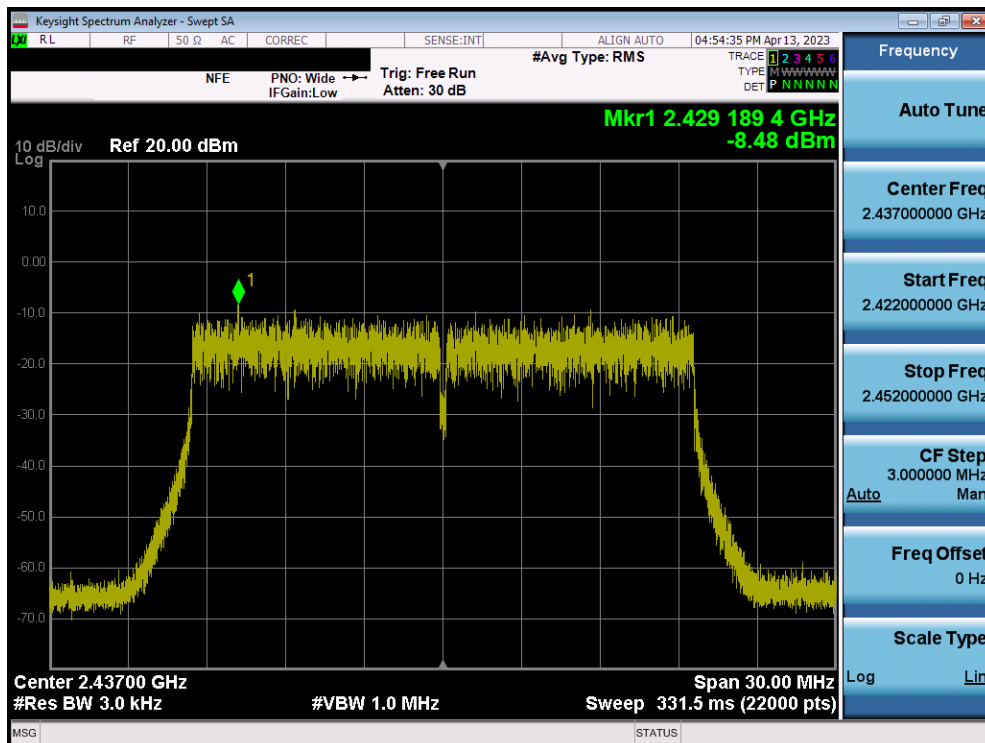 Keysight Spectrum Analyzer - Swept SA
LXI RL RF 50 Ω AC CORREC SENSE:INT ALIGN AUTO 04:54:35 PM Apr 13, 2023
NFE PNO: Wide Trig: Free Run #Avg Type: RMS TRACE 1 2 3 4 5 6
IFGain:Low Atten: 30 dB TYPE M WWWWW
DET P N N N N N
Mkr1 2.429 189 4 GHz
10 dB/div Ref 20.00 dBm -8.48 dBm
Log
1
10.0
0.00
-10.0
-20.0
-30.0
-40.0
-50.0
-60.0
-70.0
Center 2.43700 GHz Span 30.00 MHz
#Res BW 3.0 kHz #VBW 1.0 MHz Sweep 331.5 ms (22000 pts)
MSG STATUS
Frequency
Auto Tune
Center Freq
2.437000000 GHz
Start Freq
2.422000000 GHz
Stop Freq
2.452000000 GHz
CF Step
3.000000 MHz
Auto Man
Freq Offset
0 Hz
Scale Type
Log Lin